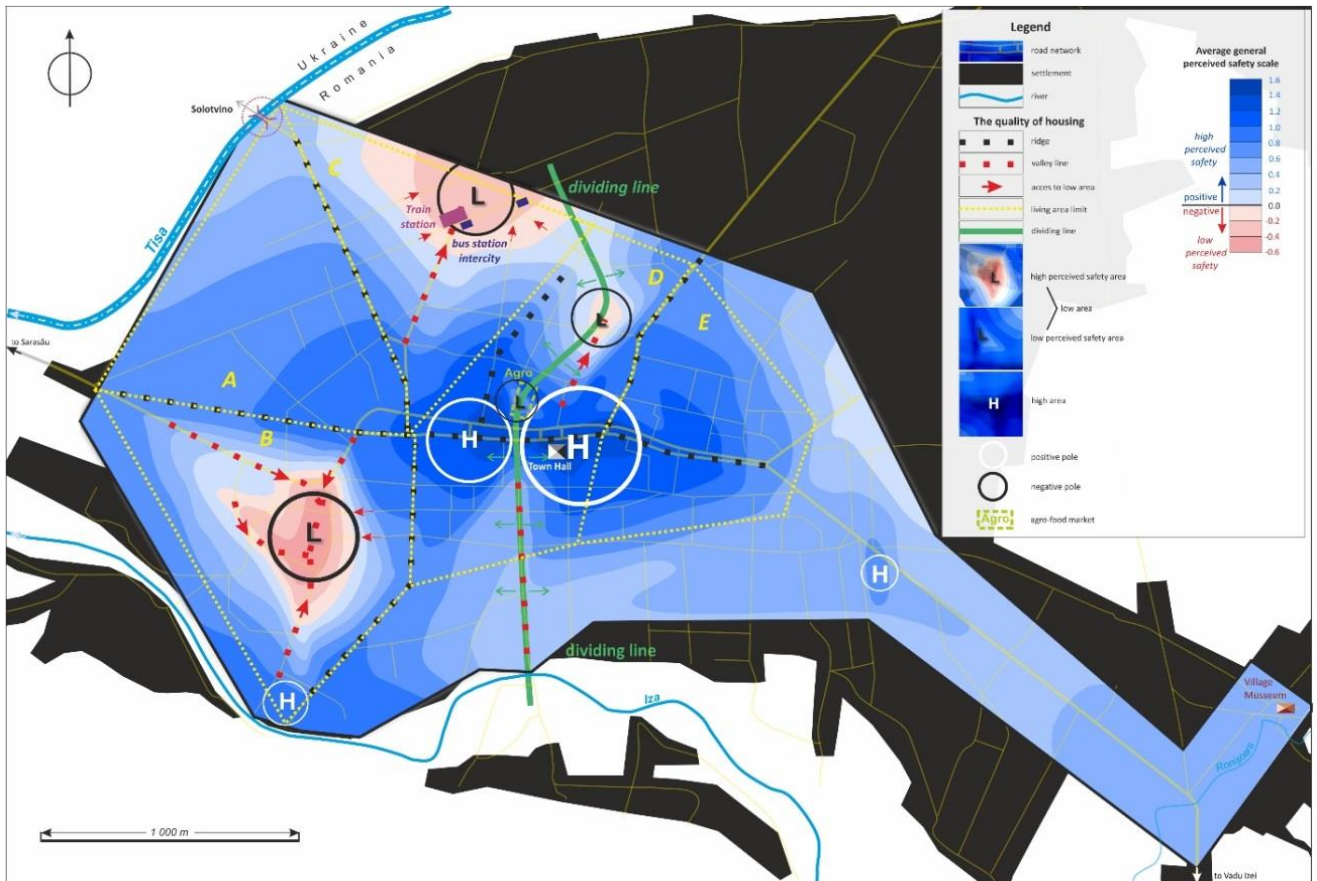 Ukraine
Romania
Solotvino
Tisa
to Sarasău
C
L
Train
station
bus station
intercity
dividing line
D
E
L
A
B
Agro
L
H
H
Town Hall
L
H
H
dividing line
Iza
Village
Musseum
Ronișoara
to Vadu Izei
1 000 m
Legend
road network
settlement
river
The quality of housing
ridge
valley line
acces to low area
living area limit
dividing line
L
high perceived safety area
low area
L
low perceived safety area
H
high area
positive pole
negative pole
Agro
agro-food market
Average general
perceived safety scale
1.6
1.4
1.2
1.0
0.8
0.6
0.4
0.2
0.0
-0.2
-0.4
-0.6
high
perceived
safety
positive
negative
low
perceived
safety